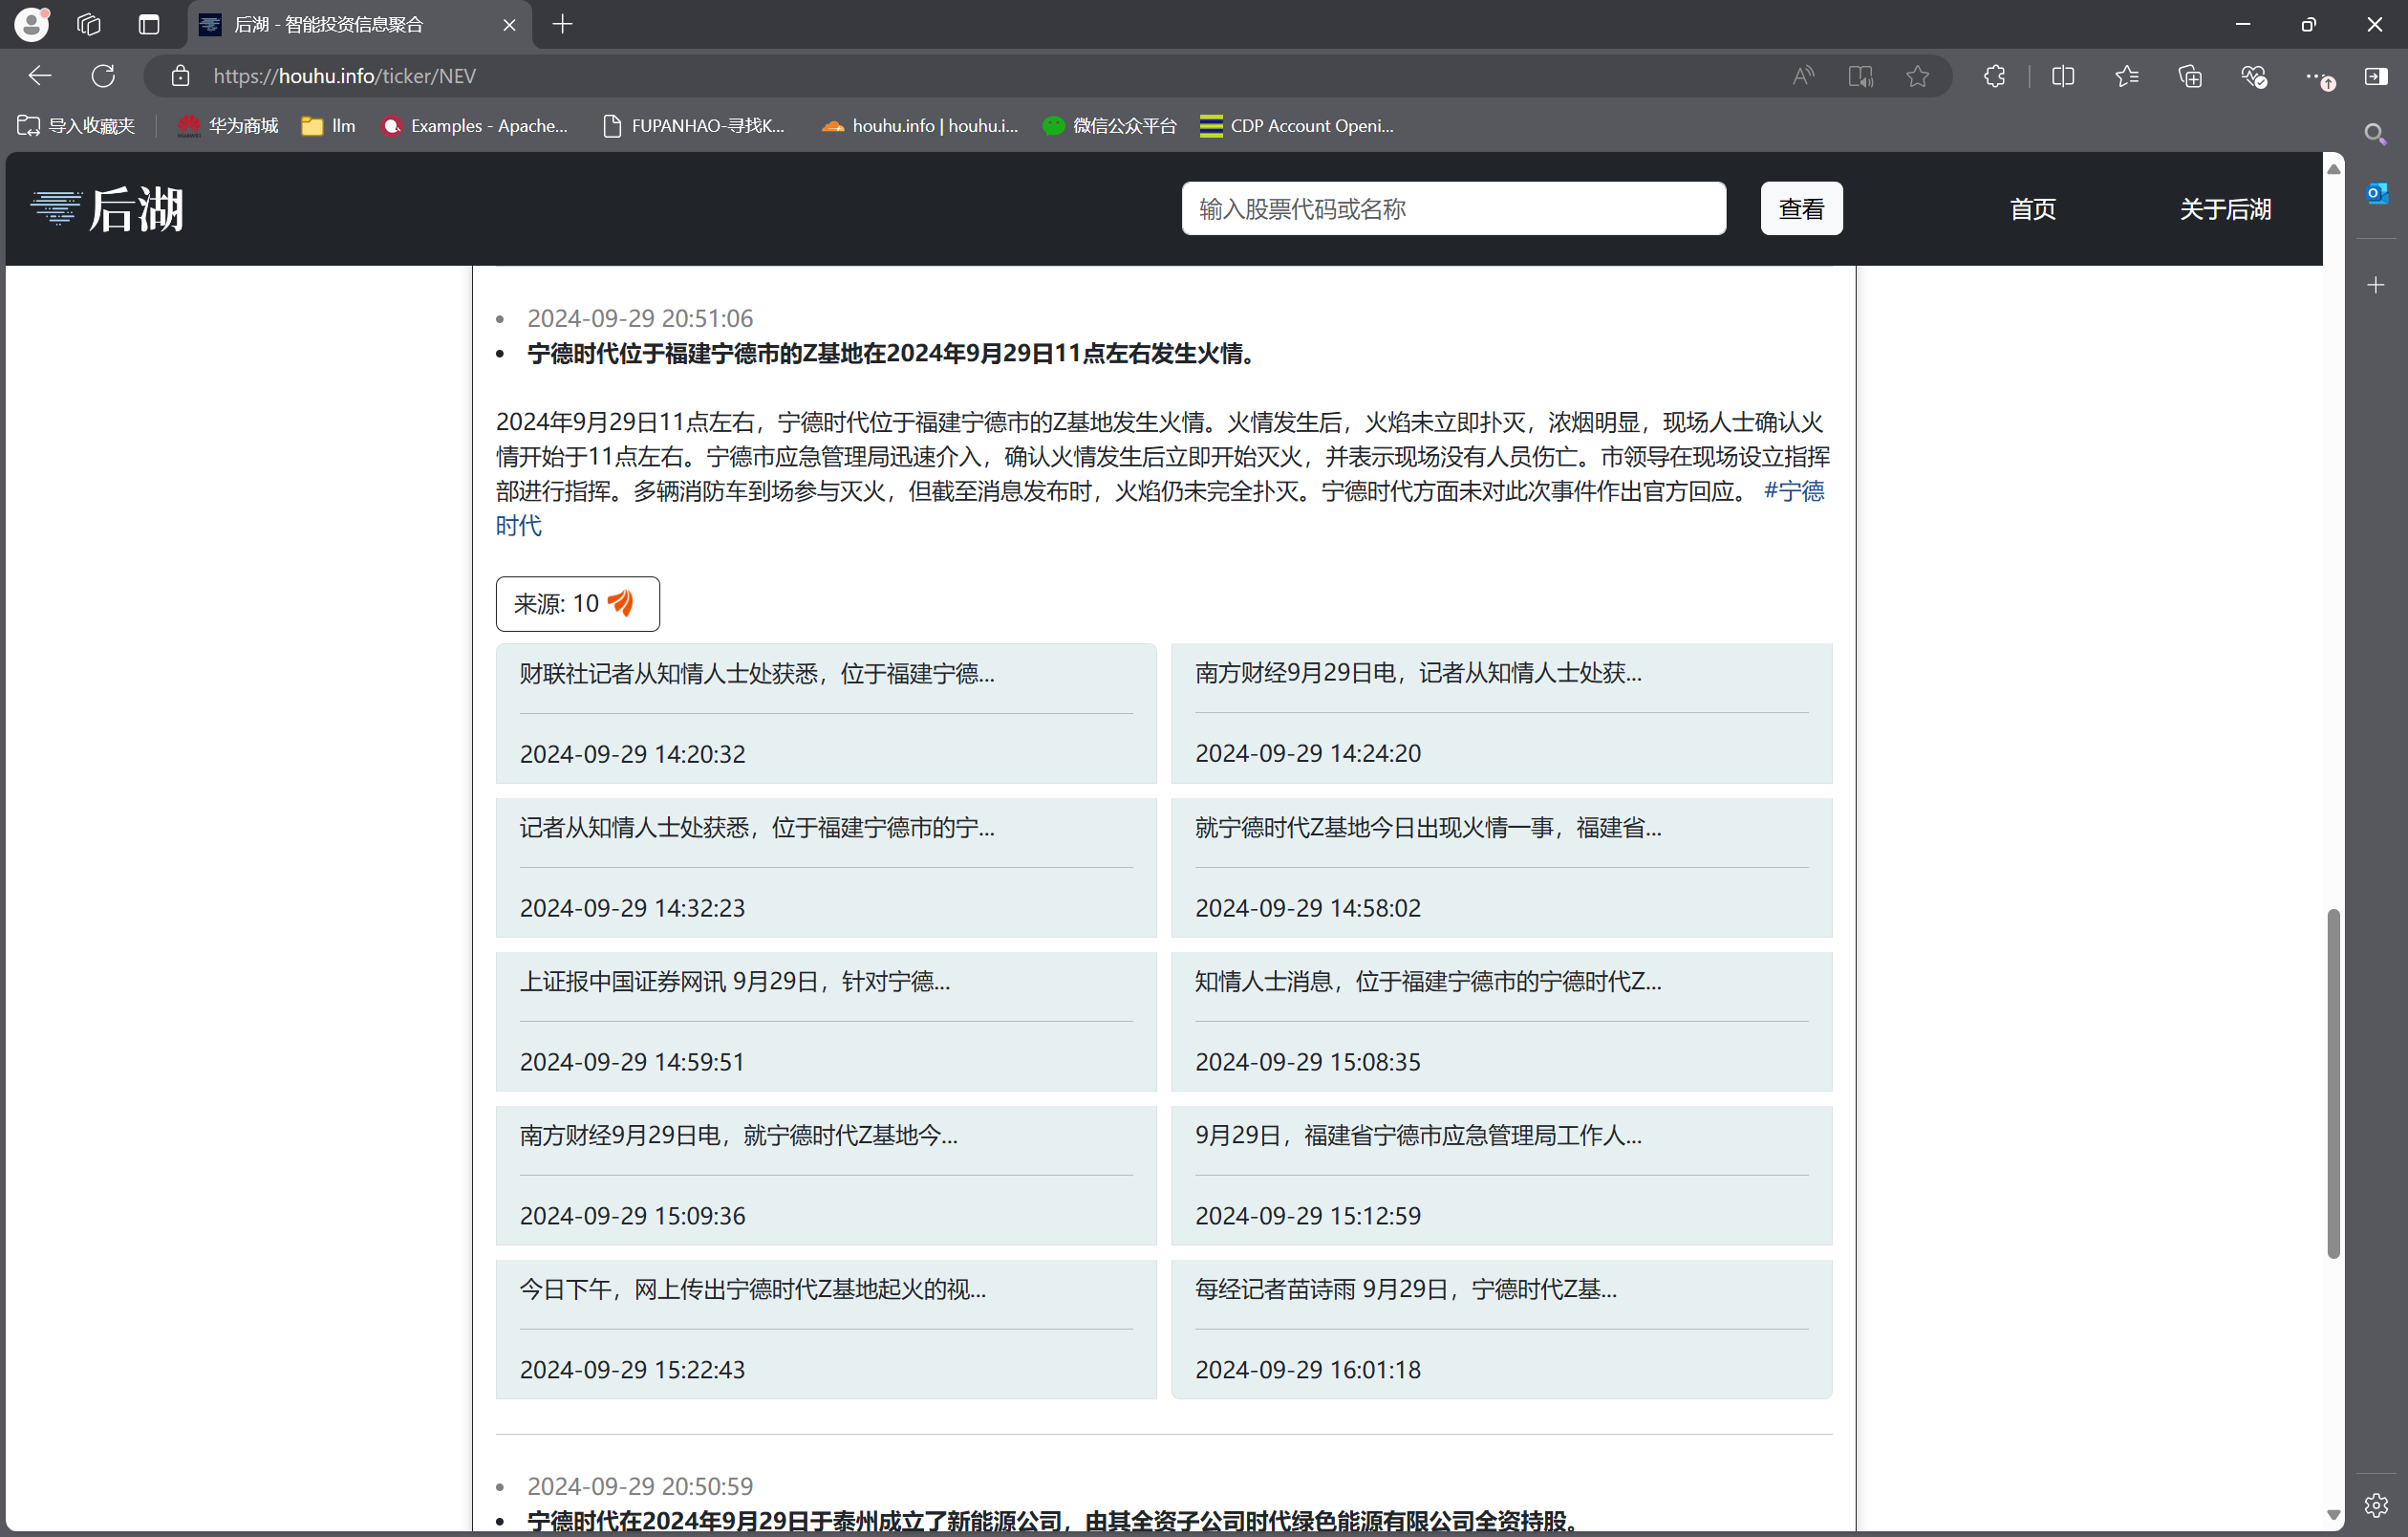 后湖 - 智能投资信息聚合
https://houhu.info/ticker/NEV
导入收藏夹 华为商城 llm Examples - Apache... FUPANHAO-寻找K... houhu.info | houhu.i... 微信公众平台 CDP Account Openi...
后湖 输入股票代码或名称 查看 首页 关于后湖
2024-09-29 20:51:06
宁德时代位于福建宁德市的Z基地在2024年9月29日11点左右发生火情。
2024年9月29日11点左右，宁德时代位于福建宁德市的Z基地发生火情。火情发生后，火焰未立即扑灭，浓烟明显，现场人士确认火
情开始于11点左右。宁德市应急管理局迅速介入，确认火情发生后立即开始灭火，并表示现场没有人员伤亡。市领导在现场设立指挥
部进行指挥。多辆消防车到场参与灭火，但截至消息发布时，火焰仍未完全扑灭。宁德时代方面未对此次事件作出官方回应。 #宁德
时代
来源: 10
财联社记者从知情人士处获悉，位于福建宁德...
2024-09-29 14:20:32
南方财经9月29日电，记者从知情人士处获...
2024-09-29 14:24:20
记者从知情人士处获悉，位于福建宁德市的宁...
2024-09-29 14:32:23
就宁德时代Z基地今日出现火情一事，福建省...
2024-09-29 14:58:02
上证报中国证券网讯 9月29日，针对宁德...
2024-09-29 14:59:51
知情人士消息，位于福建宁德市的宁德时代Z...
2024-09-29 15:08:35
南方财经9月29日电，就宁德时代Z基地今...
2024-09-29 15:09:36
9月29日，福建省宁德市应急管理局工作人...
2024-09-29 15:12:59
今日下午，网上传出宁德时代Z基地起火的视...
2024-09-29 15:22:43
每经记者苗诗雨 9月29日，宁德时代Z基...
2024-09-29 16:01:18
2024-09-29 20:50:59
宁德时代在2024年9月29日于泰州成立了新能源公司，由其全资子公司时代绿色能源有限公司全资持股。